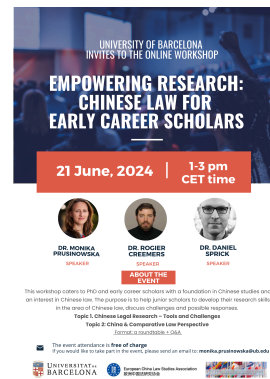 UNIVERSITY OF BARCELONA
INVITES TO THE ONLINE WORKSHOP
EMPOWERING RESEARCH:
CHINESE LAW FOR
EARLY CAREER SCHOLARS
21 June, 2024
1-3 pm
CET time
DR. MONIKA
PRUSINOWSKA
SPEAKER
DR. ROGIER
CREEMERS
SPEAKER
DR. DANIEL
SPRICK
SPEAKER
ABOUT THE
EVENT
This workshop caters to PhD and early career scholars with a foundation in Chinese studies and
an interest in Chinese law. The purpose is to help junior scholars to develop their research skills
in the area of Chinese law, discuss challenges and possible responses.
Topic 1. Chinese Legal Research – Tools and Challenges
Topic 2: China & Comparative Law Perspective
Format: a roundtable + Q&A
The event attendance is free of charge
If you would like to take part in the event, please send an email to: monika.prusinowska@ub.edu
UNIVERSITAT DE
BARCELONA
European China Law Studies Association